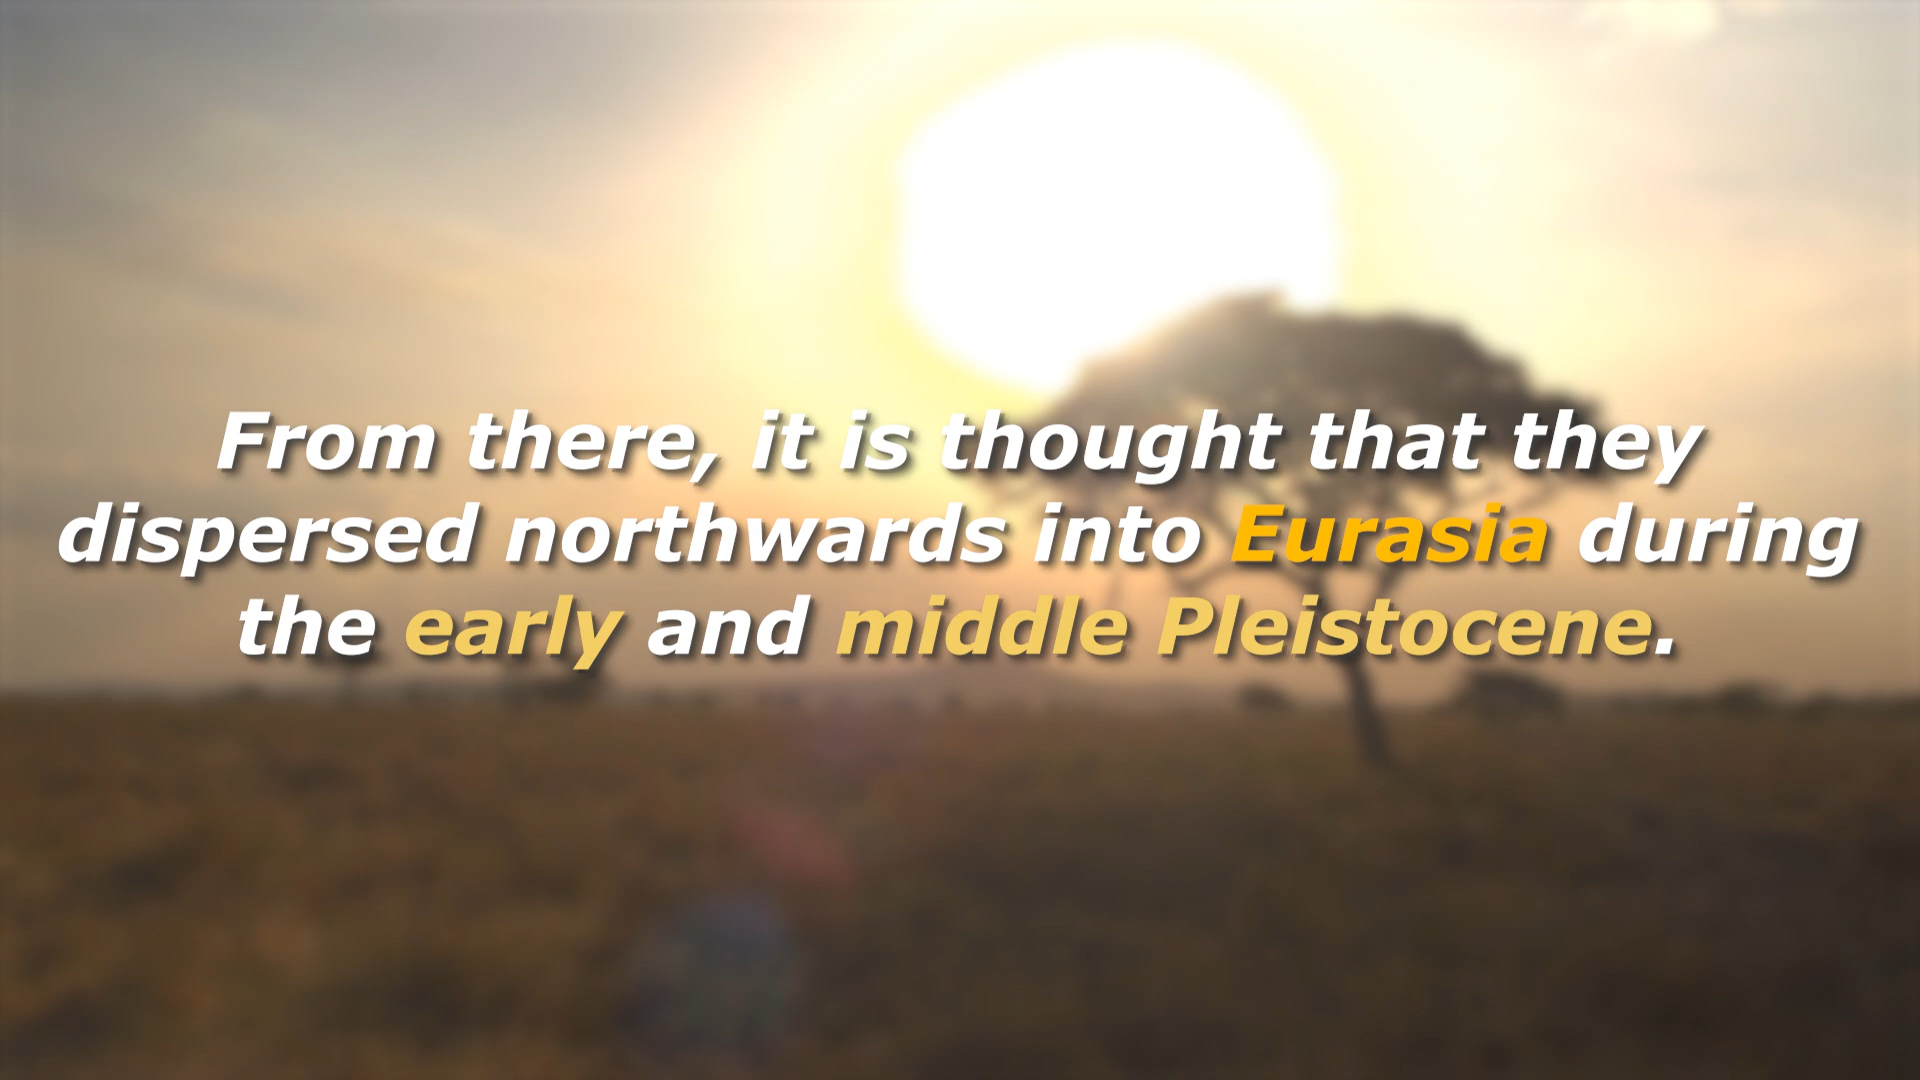 From there, it is thought that they
dispersed northwards into Eurasia during
the early and middle Pleistocene.